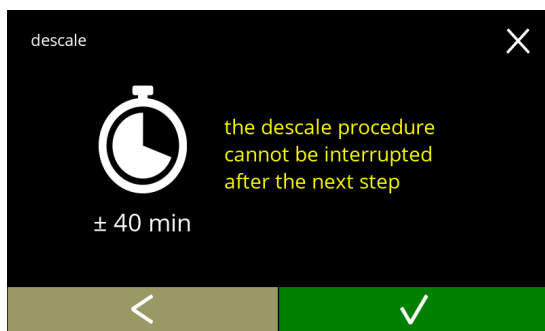 descale
the descale procedure
cannot be interrupted
after the next step
± 40 min